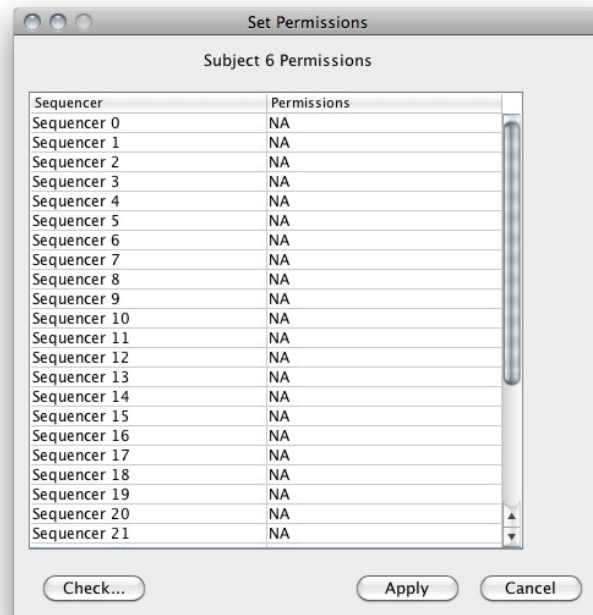 Set Permissions
Subject 6 Permissions
Sequencer Permissions
Sequencer 0 NA
Sequencer 1 NA
Sequencer 2 NA
Sequencer 3 NA
Sequencer 4 NA
Sequencer 5 NA
Sequencer 6 NA
Sequencer 7 NA
Sequencer 8 NA
Sequencer 9 NA
Sequencer 10 NA
Sequencer 11 NA
Sequencer 12 NA
Sequencer 13 NA
Sequencer 14 NA
Sequencer 15 NA
Sequencer 16 NA
Sequencer 17 NA
Sequencer 18 NA
Sequencer 19 NA
Sequencer 20 NA
Sequencer 21 NA
Check... Apply Cancel